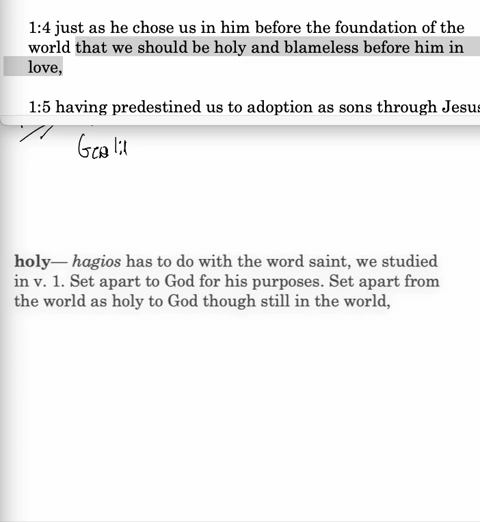 1:4 just as he chose us in him before the foundation of the
world that we should be holy and blameless before him in
love,
1:5 having predestined us to adoption as sons through Jesus
holy— hagios has to do with the word saint, we studied
in v. 1. Set apart to God for his purposes. Set apart from
the world as holy to God though still in the world,